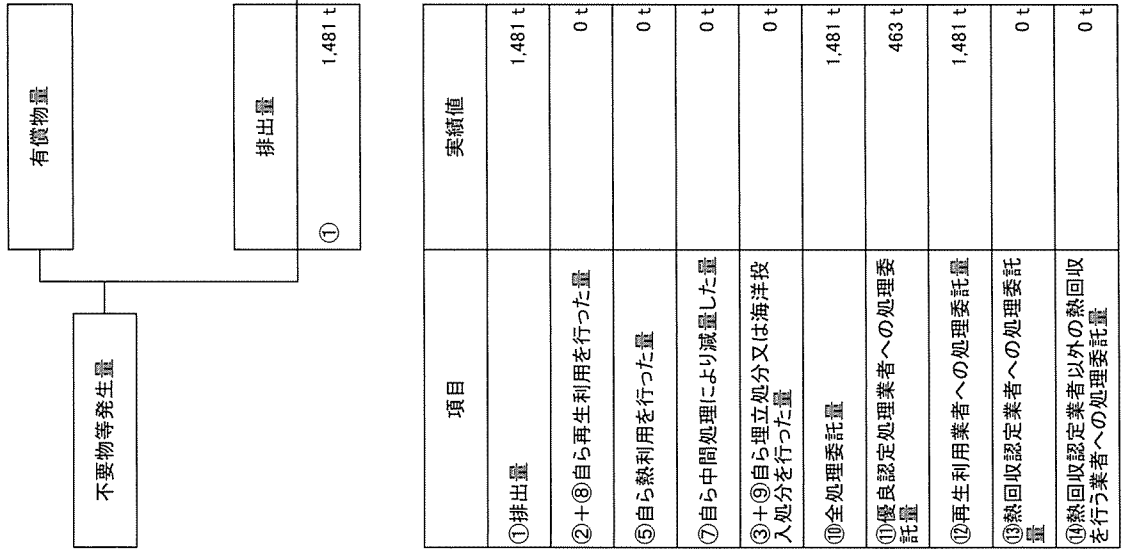 不要物等発生量
有償物量
排出量
① 1,481 t
項目 実績値
①排出量 1,481 t
②+⑧自ら再生利用を行った量 0 t
⑤自ら熱利用を行った量 0 t
⑦自ら中間処理により減量した量 0 t
③+⑨自ら埋立処分又は海洋投
入処分を行った量 0 t
⑩全処理委託量 1,481 t
⑪優良認定処理業者への処理委
託量 463 t
⑫再生利用業者への処理委託量 1,481 t
⑬熱回収認定業者への処理委託
量 0 t
⑭熱回収認定業者以外の熱回収
を行う業者への処理委託量 0 t